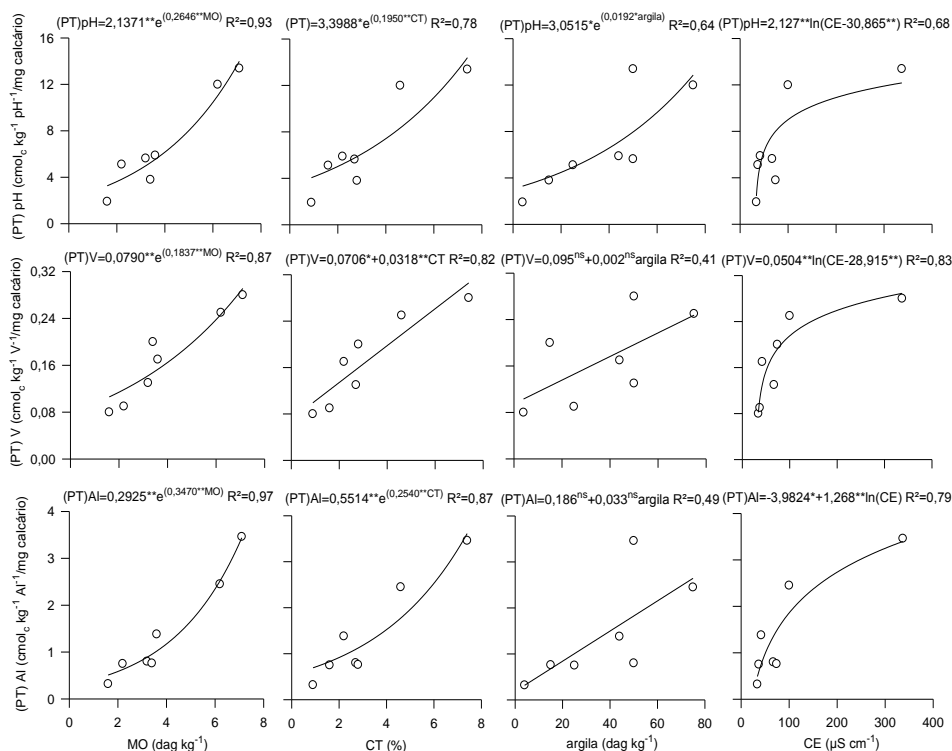 (PT)pH=2,1371**e(0,2646**MO) R²=0,93
(PT)=3,3988*e(0,1950**CT) R²=0,78
(PT)pH=3,0515*e(0,0192*argila) R²=0,64
(PT)pH=2,127**ln(CE-30,865**) R²=0,68
(PT) pH (cmolc kg-1 pH-1/mg calcário)
16
12
8
4
0
(PT)V=0,0790**e(0,1837**MO) R²=0,87
(PT)V=0,0706*+0,0318**CT R²=0,82
(PT)V=0,095ns+0,002nsargila R²=0,41
(PT)V=0,0504**ln(CE-28,915**) R²=0,83
(PT) V (cmolc kg-1 V-1/mg calcário)
0,32
0,24
0,16
0,08
0,00
(PT)Al=0,2925**e(0,3470**MO) R²=0,97
(PT)Al=0,5514**e(0,2540**CT) R²=0,87
(PT)Al=0,186ns+0,033nsargila R²=0,49
(PT)Al=-3,9824*+1,268**ln(CE) R²=0,79
(PT) Al (cmolc kg-1 Al-1/mg calcário)
4
3
2
1
0
0 2 4 6 8
0 2 4 6 8
0 20 40 60 80
0 100 200 300 400
MO (dag kg-1)
CT (%)
argila (dag kg-1)
CE (µS cm-1)